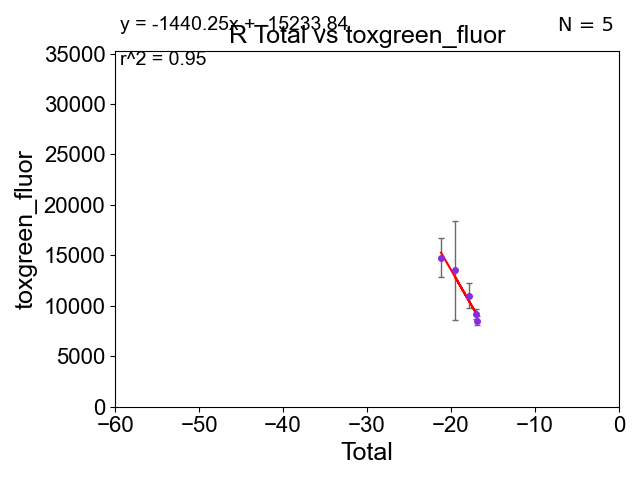 y = -1440.25x + -15233.84
R Total vs toxgreen_fluor
N = 5
r^2 = 0.95
35000
30000
25000
20000
15000
10000
5000
0
toxgreen_fluor
−60 −50 −40 −30 −20 −10 0
Total